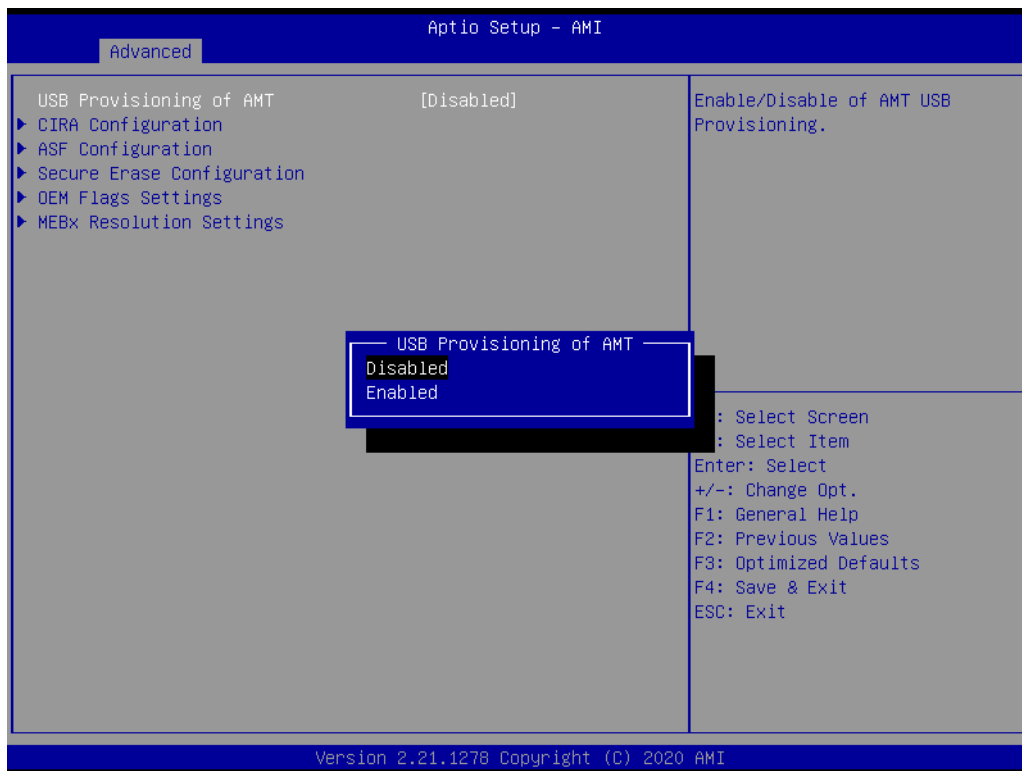 Aptio Setup – AMI
Advanced
USB Provisioning of AMT [Disabled]
CIRA Configuration
ASF Configuration
Secure Erase Configuration
OEM Flags Settings
MEBx Resolution Settings
Enable/Disable of AMT USB
Provisioning.
USB Provisioning of AMT
Disabled
Enabled
: Select Screen
: Select Item
Enter: Select
+/-: Change Opt.
F1: General Help
F2: Previous Values
F3: Optimized Defaults
F4: Save & Exit
ESC: Exit
Version 2.21.1278 Copyright (C) 2020 AMI